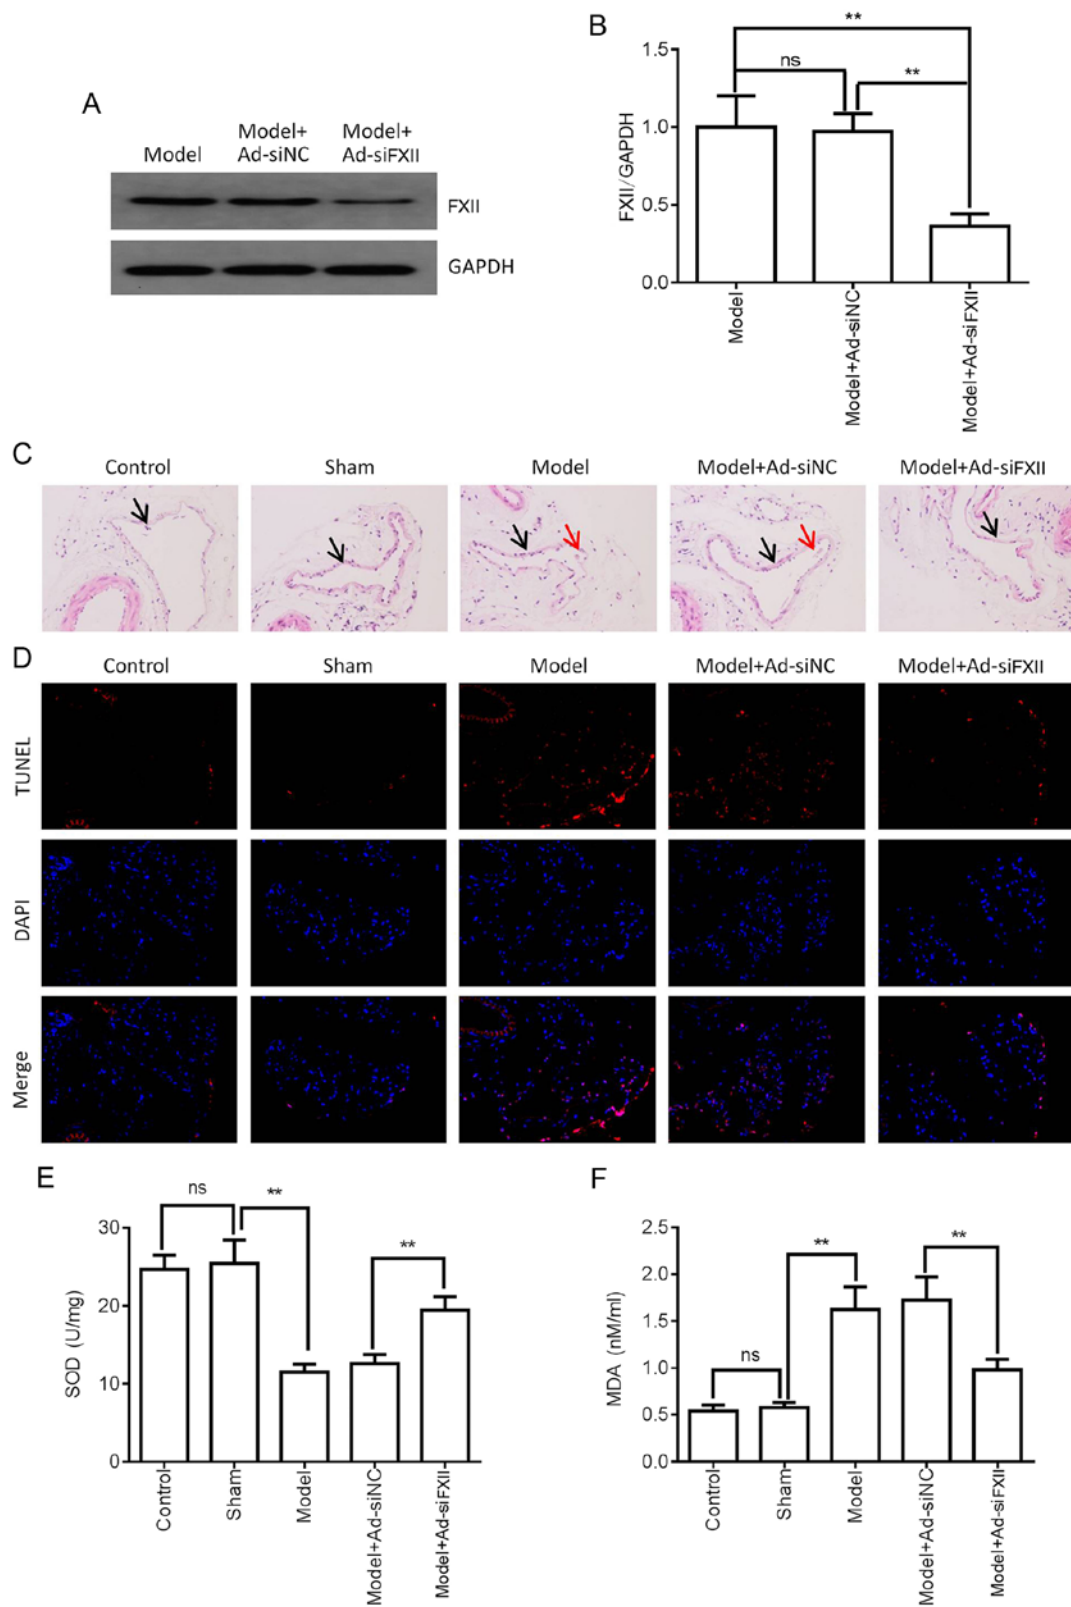 A
Model
Model+
Ad-siNC
Model+
Ad-siFXII
FXII
GAPDH
B
FXII/GAPDH
1.5
1.0
0.5
0.0
ns
**
**
Model
Model+Ad-siNC
Model+Ad-siFXII
C
Control
Sham
Model
Model+Ad-siNC
Model+Ad-siFXII
D
Control
Sham
Model
Model+Ad-siNC
Model+Ad-siFXII
TUNEL
DAPI
Merge
E
SOD (U/mg)
30
20
10
0
ns
**
**
Control
Sham
Model
Model+Ad-siNC
Model+Ad-siFXII
F
MDA (nM/ml)
2.5
2.0
1.5
1.0
0.5
0.0
ns
**
**
Control
Sham
Model
Model+Ad-siNC
Model+Ad-siFXII